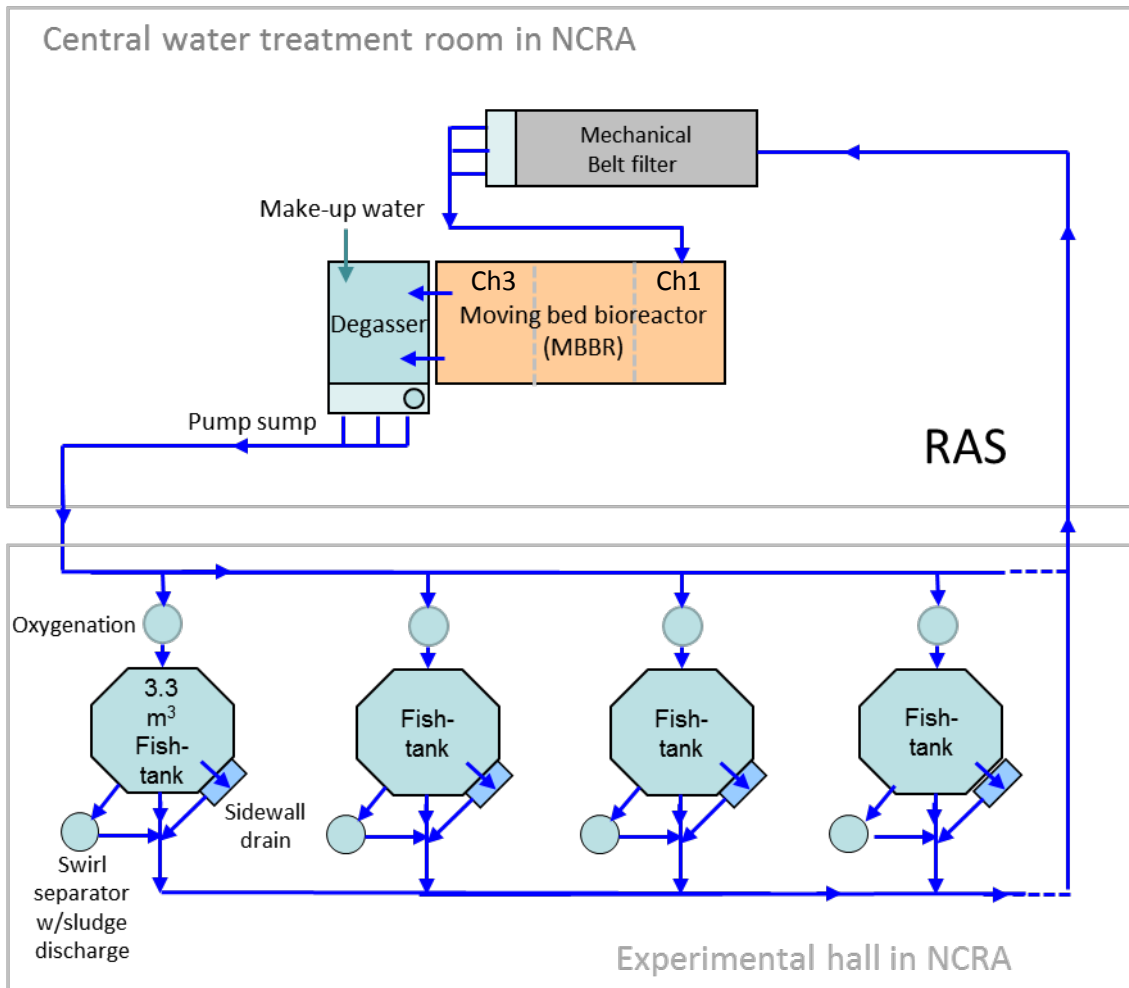 Central water treatment room in NCRA
Mechanical
Belt filter
Make-up water
Ch3
Ch1
Degasser
Moving bed bioreactor
(MBBR)
Pump sump
RAS
Oxygenation
3.3
m³
Fish-
tank
Fish-
tank
Fish-
tank
Fish-
tank
Sidewall
drain
Swirl
separator
w/sludge
discharge
Experimental hall in NCRA